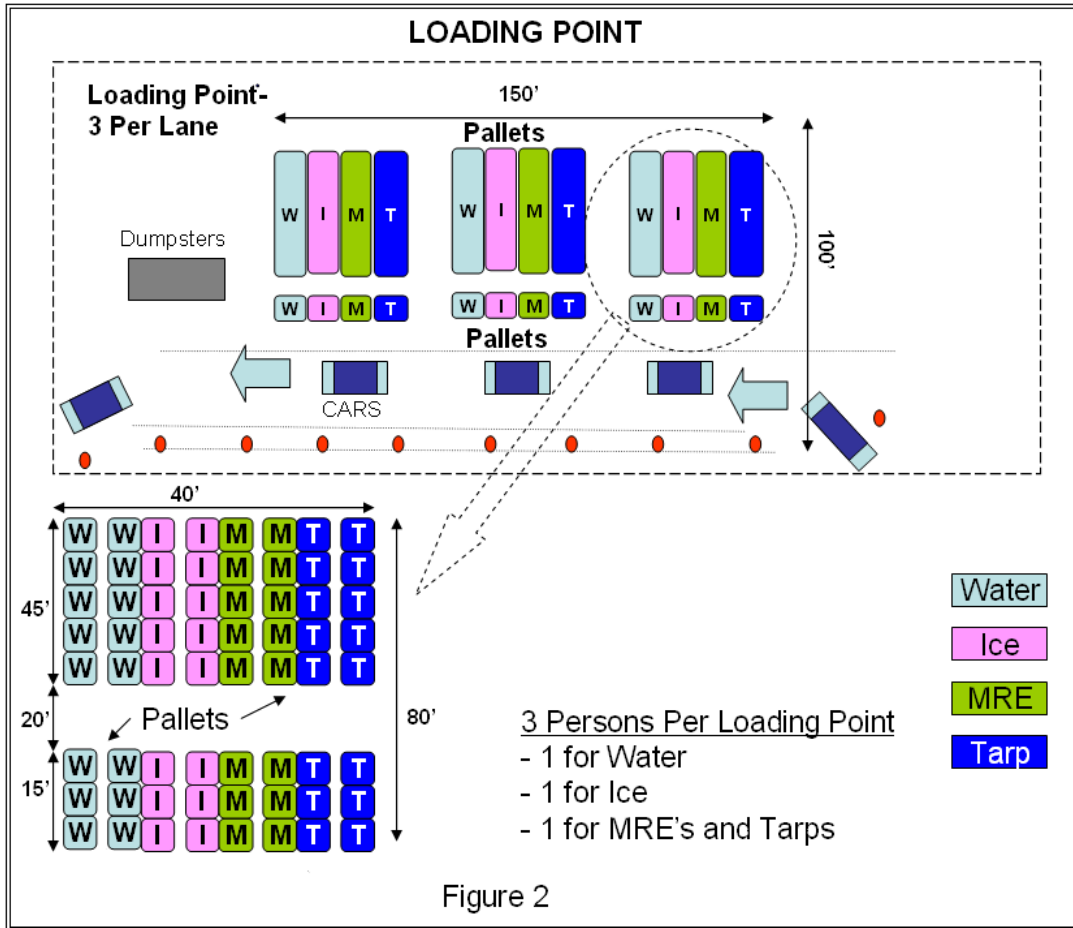 LOADING POINT
Loading Point-
3 Per Lane
150’
Pallets
W I M T W I M T W I M T
100’
Dumpsters
W I M T W I M T W I M T
Pallets
CARS
40’
W W I I M M T T
W W I I M M T T
W W I I M M T T
W W I I M M T T
W W I I M M T T
45’
20’
Pallets
80’
15’
W W I I M M T T
W W I I M M T T
W W I I M M T T
3 Persons Per Loading Point
- 1 for Water
- 1 for Ice
- 1 for MRE's and Tarps
Water
Ice
MRE
Tarp
Figure 2